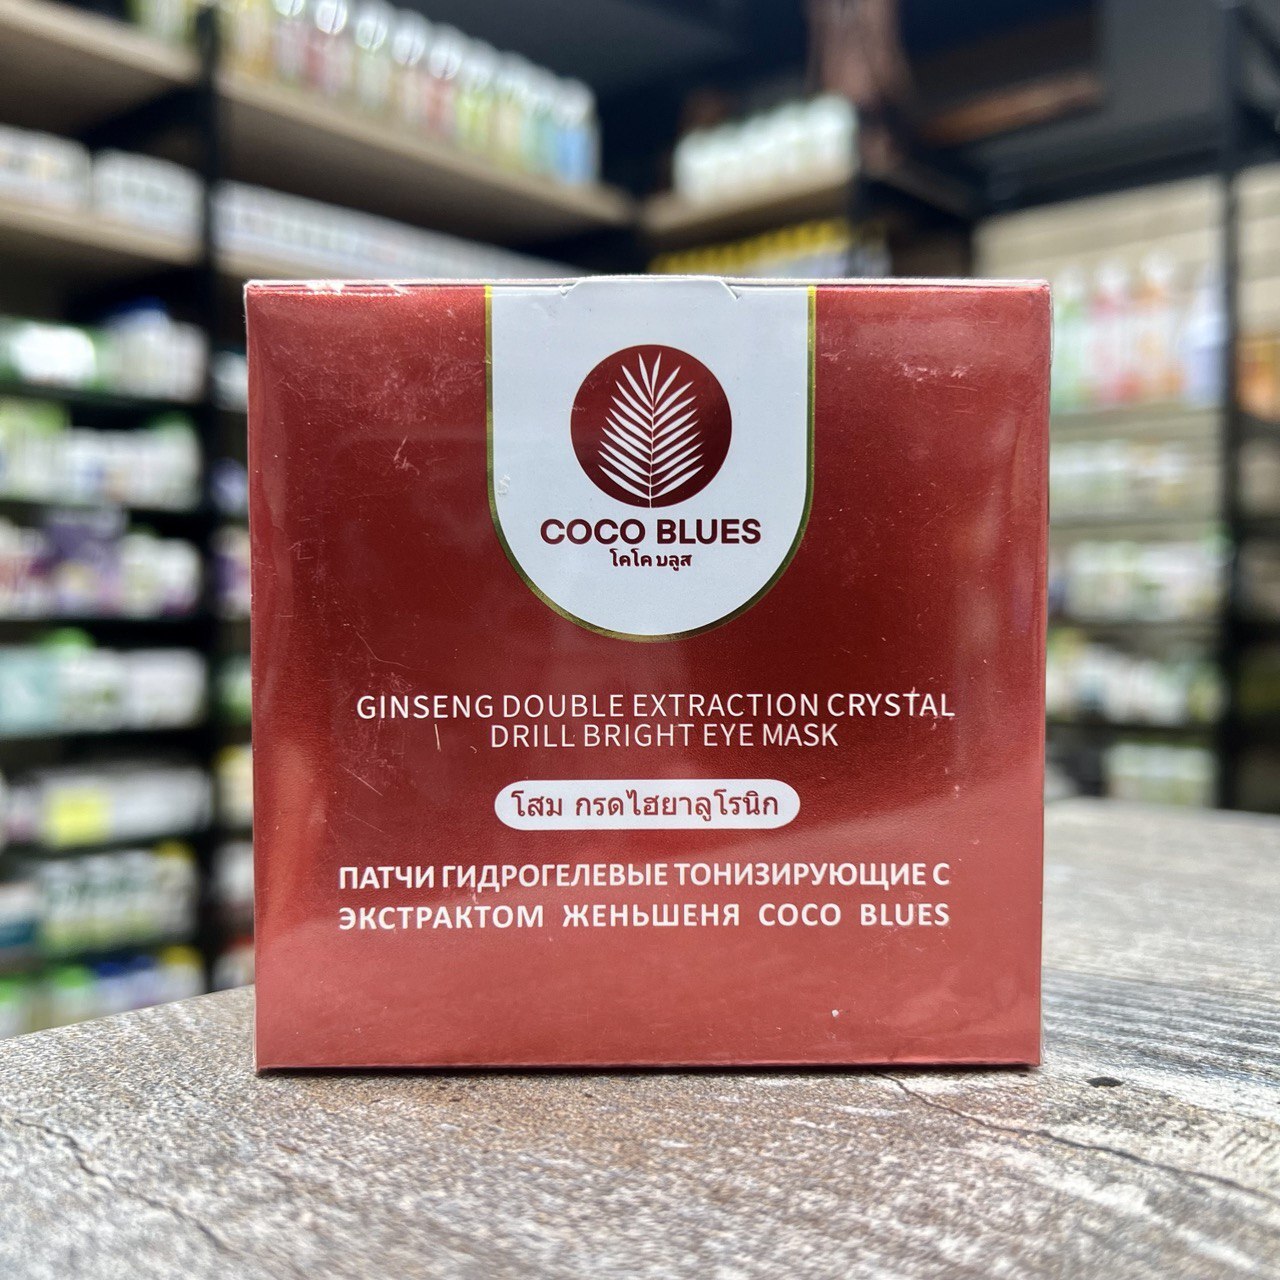 COCO BLUES
โคโค บลูส
GINSENG DOUBLE EXTRACTION CRYSTAL
DRILL BRIGHT EYE MASK
โสม กรดไฮยาลูโรนิก
ПАТЧИ ГИДРОГЕЛЕВЫЕ ТОНИЗИРУЮЩИЕ С
ЭКСТРАКТОМ ЖЕНЬШЕНЯ COCO BLUES